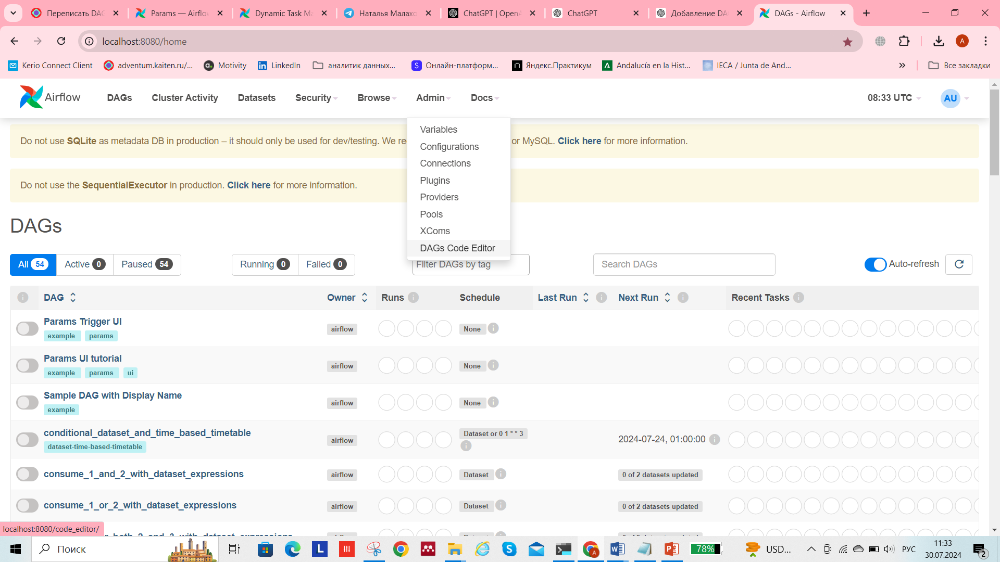 Переписать DAG
Params — Airflow
Dynamic Task Ma
Наталья Малахо
ChatGPT | OpenA
ChatGPT
Добавление DA
DAGs - Airflow
localhost:8080/home
A
Kerio Connect Client
adventum.kaiten.ru/...
Motivity
LinkedIn
аналитик данных...
Онлайн-платформ...
Яндекс.Практикум
Andalucía en la Hist...
IECA / Junta de And...
Все закладки
Airflow
DAGs
Cluster Activity
Datasets
Security
Browse
Admin
Docs
08:33 UTC
AU
Variables
Configurations
Connections
Plugins
Providers
Pools
XComs
DAGs Code Editor
Do not use SQLite as metadata DB in production – it should only be used for dev/testing. We re or MySQL. Click here for more information.
Do not use the SequentialExecutor in production. Click here for more information.
DAGs
All 54
Active 0
Paused 54
Running 0
Failed 0
Filter DAGs by tag
Search DAGs
Auto-refresh
DAG Owner Runs Schedule Last Run Next Run Recent Tasks
Params Trigger UI
example params
airflow
None
Params UI tutorial
example params ui
airflow
None
Sample DAG with Display Name
example
airflow
None
conditional_dataset_and_time_based_timetable
dataset-time-based-timetable
airflow
Dataset or 0 1 * * 3
2024-07-24, 01:00:00
consume_1_and_2_with_dataset_expressions
airflow
Dataset
0 of 2 datasets updated
consume_1_or_2_with_dataset_expressions
airflow
Dataset
0 of 2 datasets updated
localhost:8080/code_editor/
Поиск
78%
USD...
РУС
11:33
30.07.2024
2